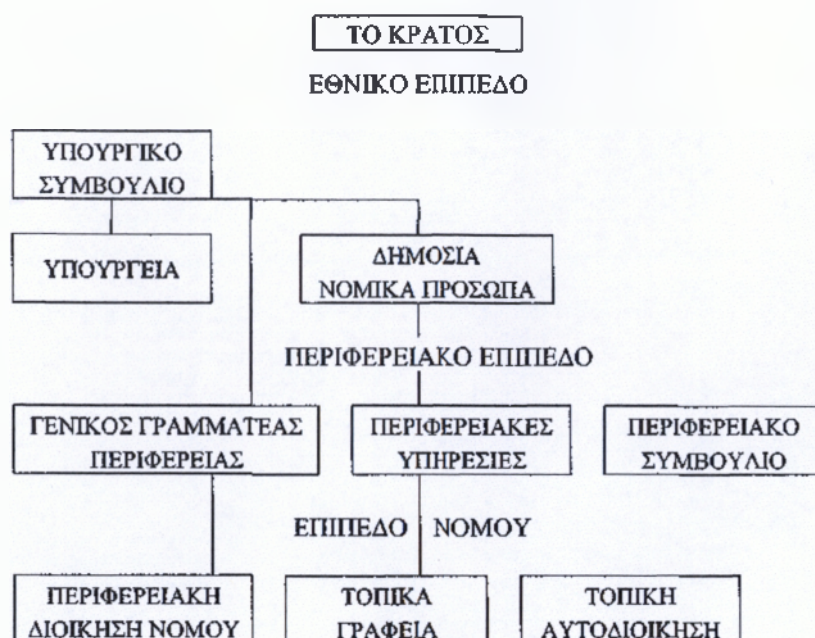 ΤΟ ΚΡΑΤΟΣ
ΕΘΝΙΚΟ ΕΠΙΠΕΔΟ
ΥΠΟΥΡΓΙΚΟ
ΣΥΜΒΟΥΛΙΟ
ΥΠΟΥΡΓΕΙΑ
ΔΗΜΟΣΙΑ
ΝΟΜΙΚΑ ΠΡΟΣΩΠΑ
ΠΕΡΙΦΕΡΕΙΑΚΟ ΕΠΙΠΕΔΟ
ΓΕΝΙΚΟΣ ΓΡΑΜΜΑΤΕΑΣ
ΠΕΡΙΦΕΡΕΙΑΣ
ΠΕΡΙΦΕΡΕΙΑΚΕΣ
ΥΠΗΡΕΣΙΕΣ
ΠΕΡΙΦΕΡΕΙΑΚΟ
ΣΥΜΒΟΥΛΙΟ
ΕΠΙΠΕΔΟ ΝΟΜΟΥ
ΠΕΡΙΦΕΡΕΙΑΚΗ
ΔΙΟΙΚΗΣΗ ΝΟΜΟΥ
ΤΟΠΙΚΑ
ΓΡΑΦΕΙΑ
ΤΟΠΙΚΗ
ΑΥΤΟΔΙΟΙΚΗΣΗ